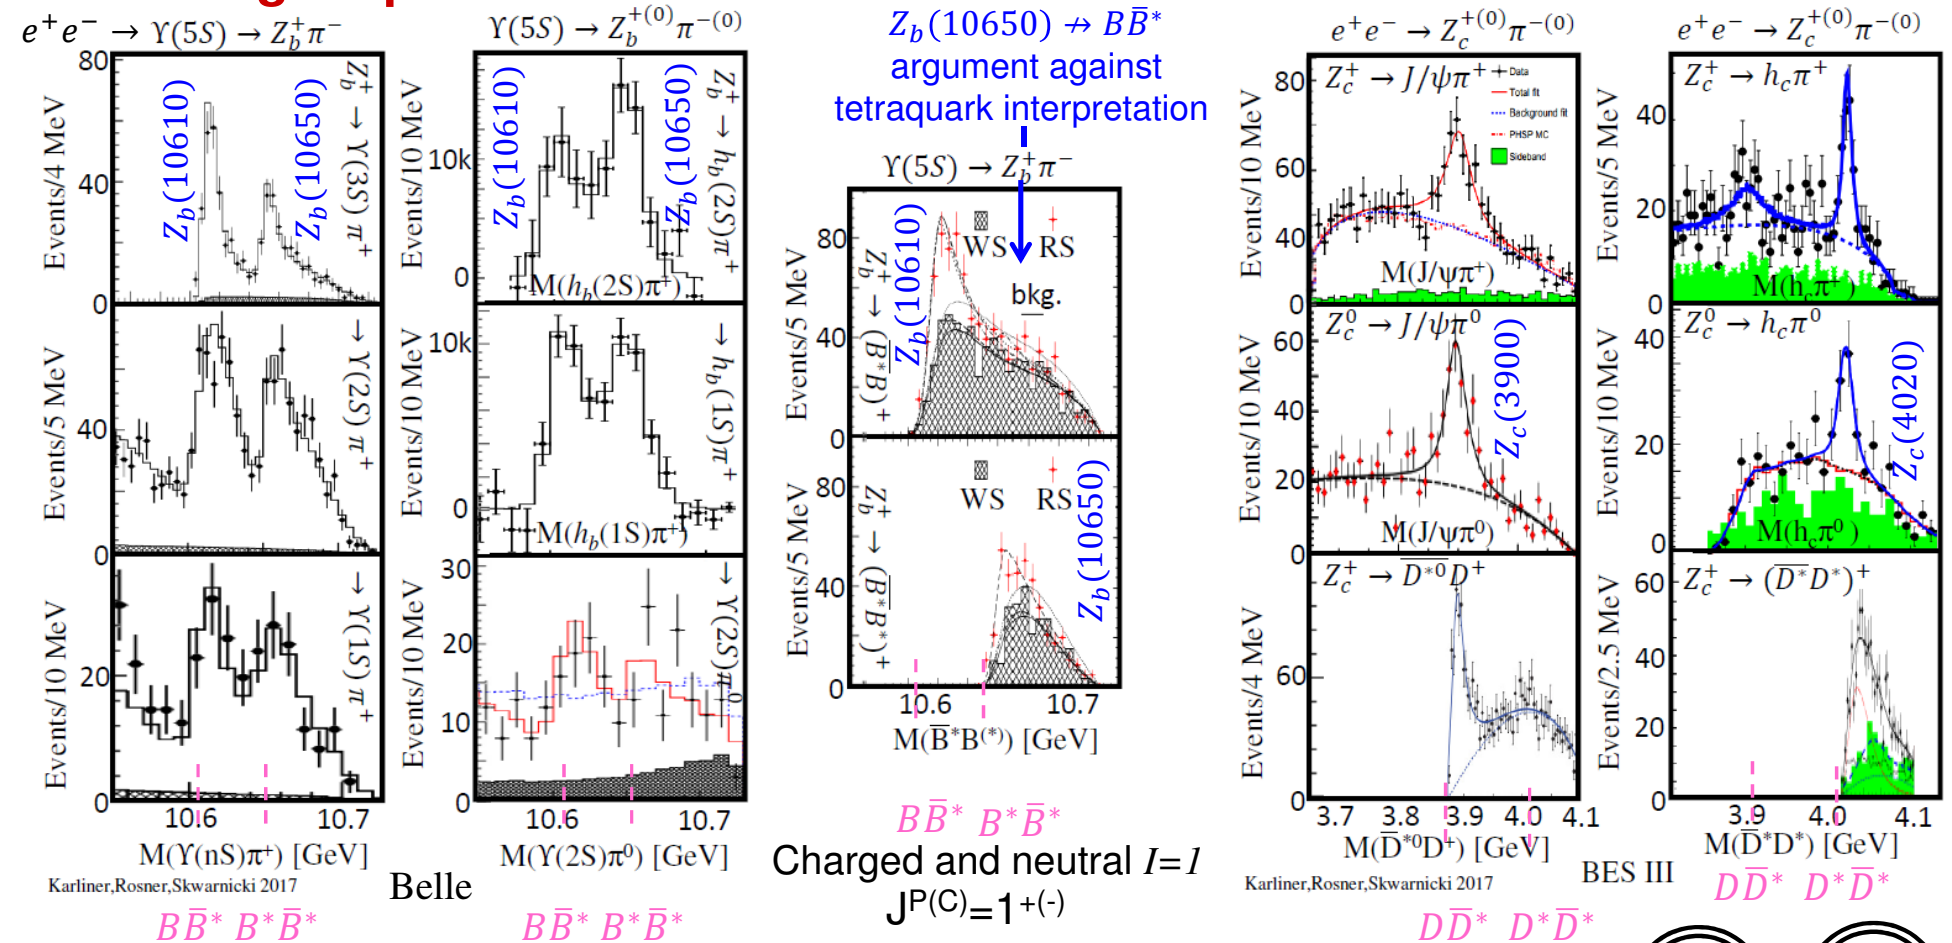 e⁺e⁻ → Υ(5S) → Z_b⁺π⁻
80
40
0
Events/4 MeV
Z_b(10610)
Z_b(10650)
Z_b⁺ → Υ(3S)π⁺
40
0
Events/5 MeV
→ Υ(2S)π⁺
20
0
Events/10 MeV
→ Υ(1S)π⁺
10.6 10.7
M(Υ(nS)π⁺) [GeV]
Karliner,Rosner,Skwarnicki 2017
BB̄* B*B̄*
Belle
Υ(5S) → Z_b⁺⁽⁰⁾π⁻⁽⁰⁾
10k
0
Events/10 MeV
Z_b(10610)
Z_b(10650)
Z_b⁺ → h_b(2S)π⁺
M(h_b(2S)π⁺)
10k
0
Events/10 MeV
→ h_b(1S)π⁺
M(h_b(1S)π⁺)
30
20
10
0
Events/10 MeV
→ Υ(2S)π⁰
10.6 10.7
M(Υ(2S)π⁰) [GeV]
BB̄* B*B̄*
Z_b(10650) ↛ BB̄*
argument against
tetraquark interpretation
Υ(5S) → Z_b⁺π⁻
80
40
0
Events/5 MeV
Z_b⁺ → (B̄*B)⁺
Z_b(10610)
WS RS
bkg.
80
40
0
Events/5 MeV
Z_b⁺ → (B̄*B*)⁺
WS RS
Z_b(10650)
10.6 10.7
M(B̄*B⁽*⁾) [GeV]
BB̄* B*B̄*
Charged and neutral I=1
J^P(C)=1^+(-)
e⁺e⁻ → Z_c⁺⁽⁰⁾π⁻⁽⁰⁾
80
60
40
0
Events/10 MeV
Z_c⁺ → J/ψπ⁺
Data
Total fit
Background fit
PHSP MC
Sideband
M(J/ψπ⁺)
60
40
20
0
Events/10 MeV
Z_c⁰ → J/ψπ⁰
Z_c(3900)
M(J/ψπ⁰)
60
0
Events/4 MeV
Z_c⁺ → D̄*⁰D⁺
3.7 3.8 3.9 4.0 4.1
M(D̄*⁰D⁺) [GeV]
Karliner,Rosner,Skwarnicki 2017
DD̄* D*D̄*
BES III
e⁺e⁻ → Z_c⁺⁽⁰⁾π⁻⁽⁰⁾
40
20
0
Events/5 MeV
Z_c⁺ → h_cπ⁺
M(h_cπ⁺)
40
20
0
Events/10 MeV
Z_c⁰ → h_cπ⁰
Z_c(4020)
M(h_cπ⁰)
60
40
20
0
Events/2.5 MeV
Z_c⁺ → (D̄*D*)⁺
3.9 4.0 4.1
M(D̄*D*) [GeV]
DD̄* D*D̄*